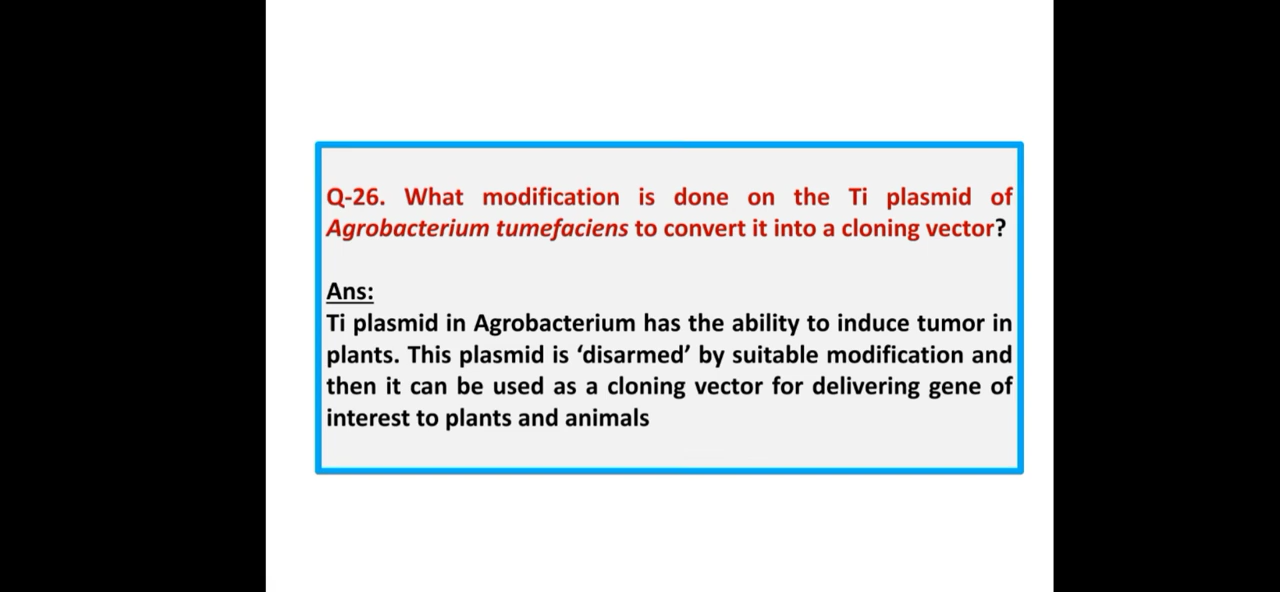 Q-26. What modification is done on the Ti plasmid of
Agrobacterium tumefaciens to convert it into a cloning vector?
Ans:
Ti plasmid in Agrobacterium has the ability to induce tumor in
plants. This plasmid is ‘disarmed’ by suitable modification and
then it can be used as a cloning vector for delivering gene of
interest to plants and animals